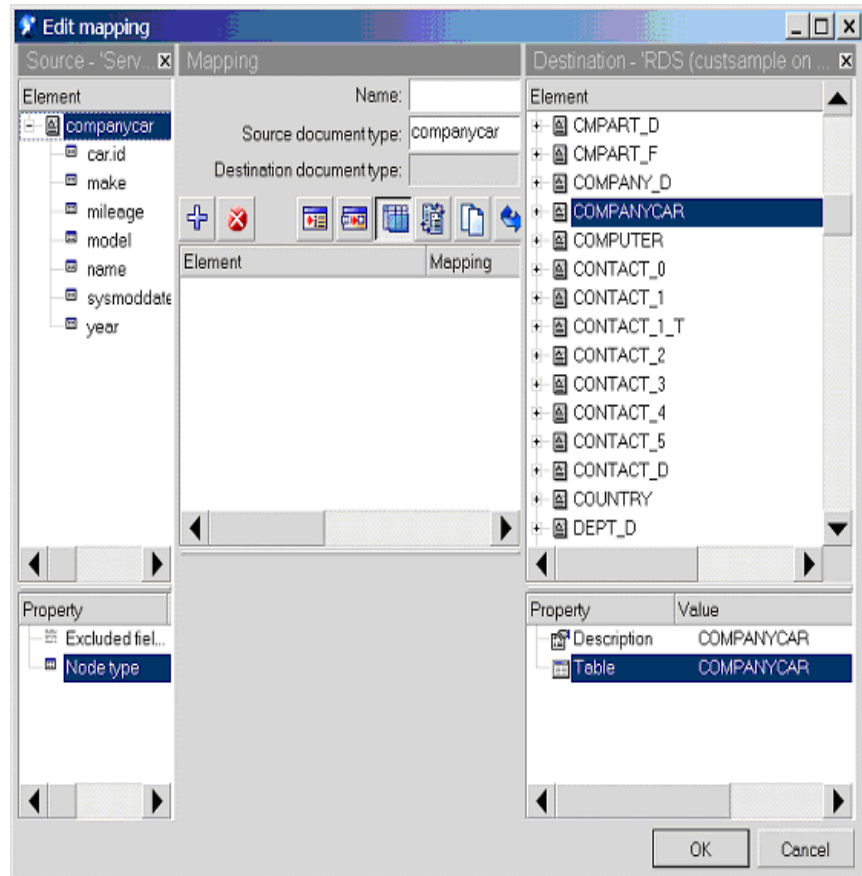 Edit mapping
Source - 'Serv...
Element
companycar
car.id
make
mileage
model
name
sysmoddate
year
Property
Excluded fiel...
Node type
Mapping
Name:
Source document type: companycar
Destination document type:
Element Mapping
Destination - 'RDS (custsample on ...
Element
CMPART_D
CMPART_F
COMPANY_D
COMPANYCAR
COMPUTER
CONTACT_0
CONTACT_1
CONTACT_1_T
CONTACT_2
CONTACT_3
CONTACT_4
CONTACT_5
CONTACT_D
COUNTRY
DEPT_D
Property Value
Description COMPANYCAR
Table COMPANYCAR
OK Cancel